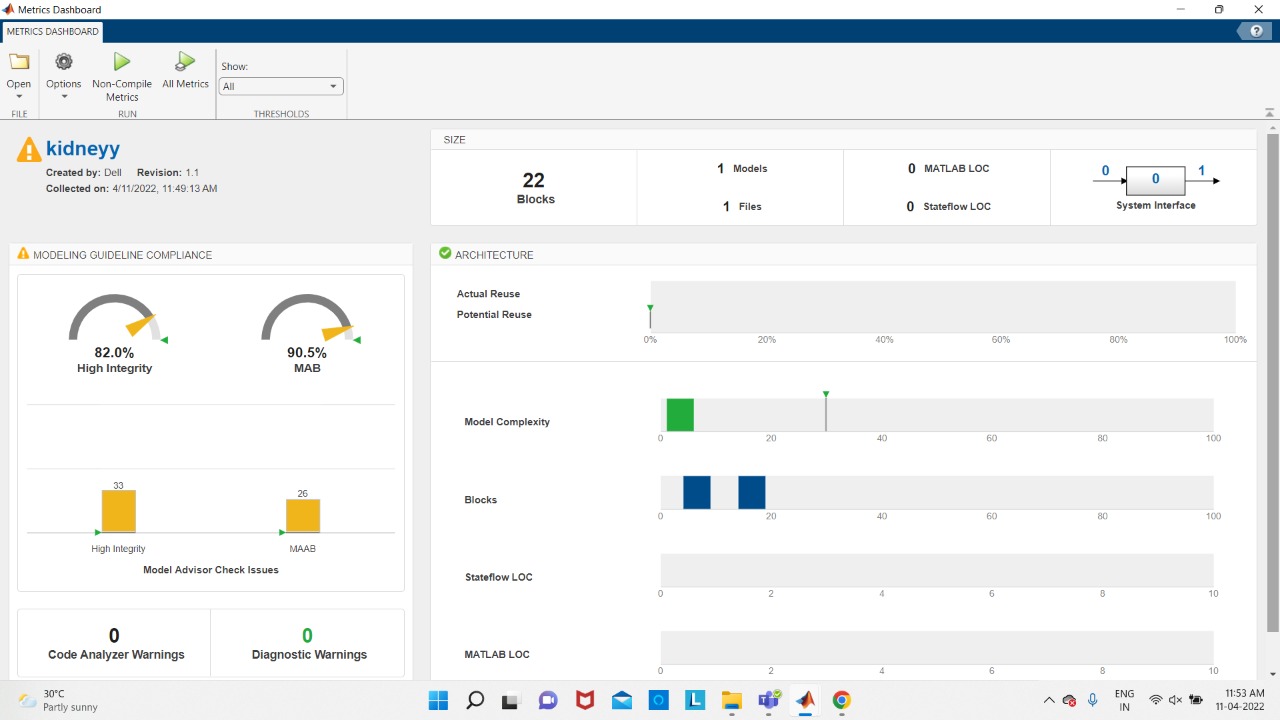 Metrics Dashboard
METRICS DASHBOARD
?
Open
Options
Non-Compile
Metrics
All Metrics
Show:
All
FILE
RUN
THRESHOLDS
kidneyy
Created by: Dell Revision: 1.1
Collected on: 4/11/2022, 11:49:13 AM
SIZE
22
Blocks
1 Models
1 Files
0 MATLAB LOC
0 Stateflow LOC
0 0 1
System Interface
MODELING GUIDELINE COMPLIANCE
82.0%
High Integrity
90.5%
MAB
33
26
High Integrity
MAAB
Model Advisor Check Issues
0
Code Analyzer Warnings
0
Diagnostic Warnings
ARCHITECTURE
Actual Reuse
Potential Reuse
0% 20% 40% 60% 80% 100%
Model Complexity
0 20 40 60 80 100
Blocks
0 20 40 60 80 100
Stateflow LOC
0 2 4 6 8 10
MATLAB LOC
0 2 4 6 8 10
30°C
Partly sunny
L
ENG
IN
11:53 AM
11-04-2022